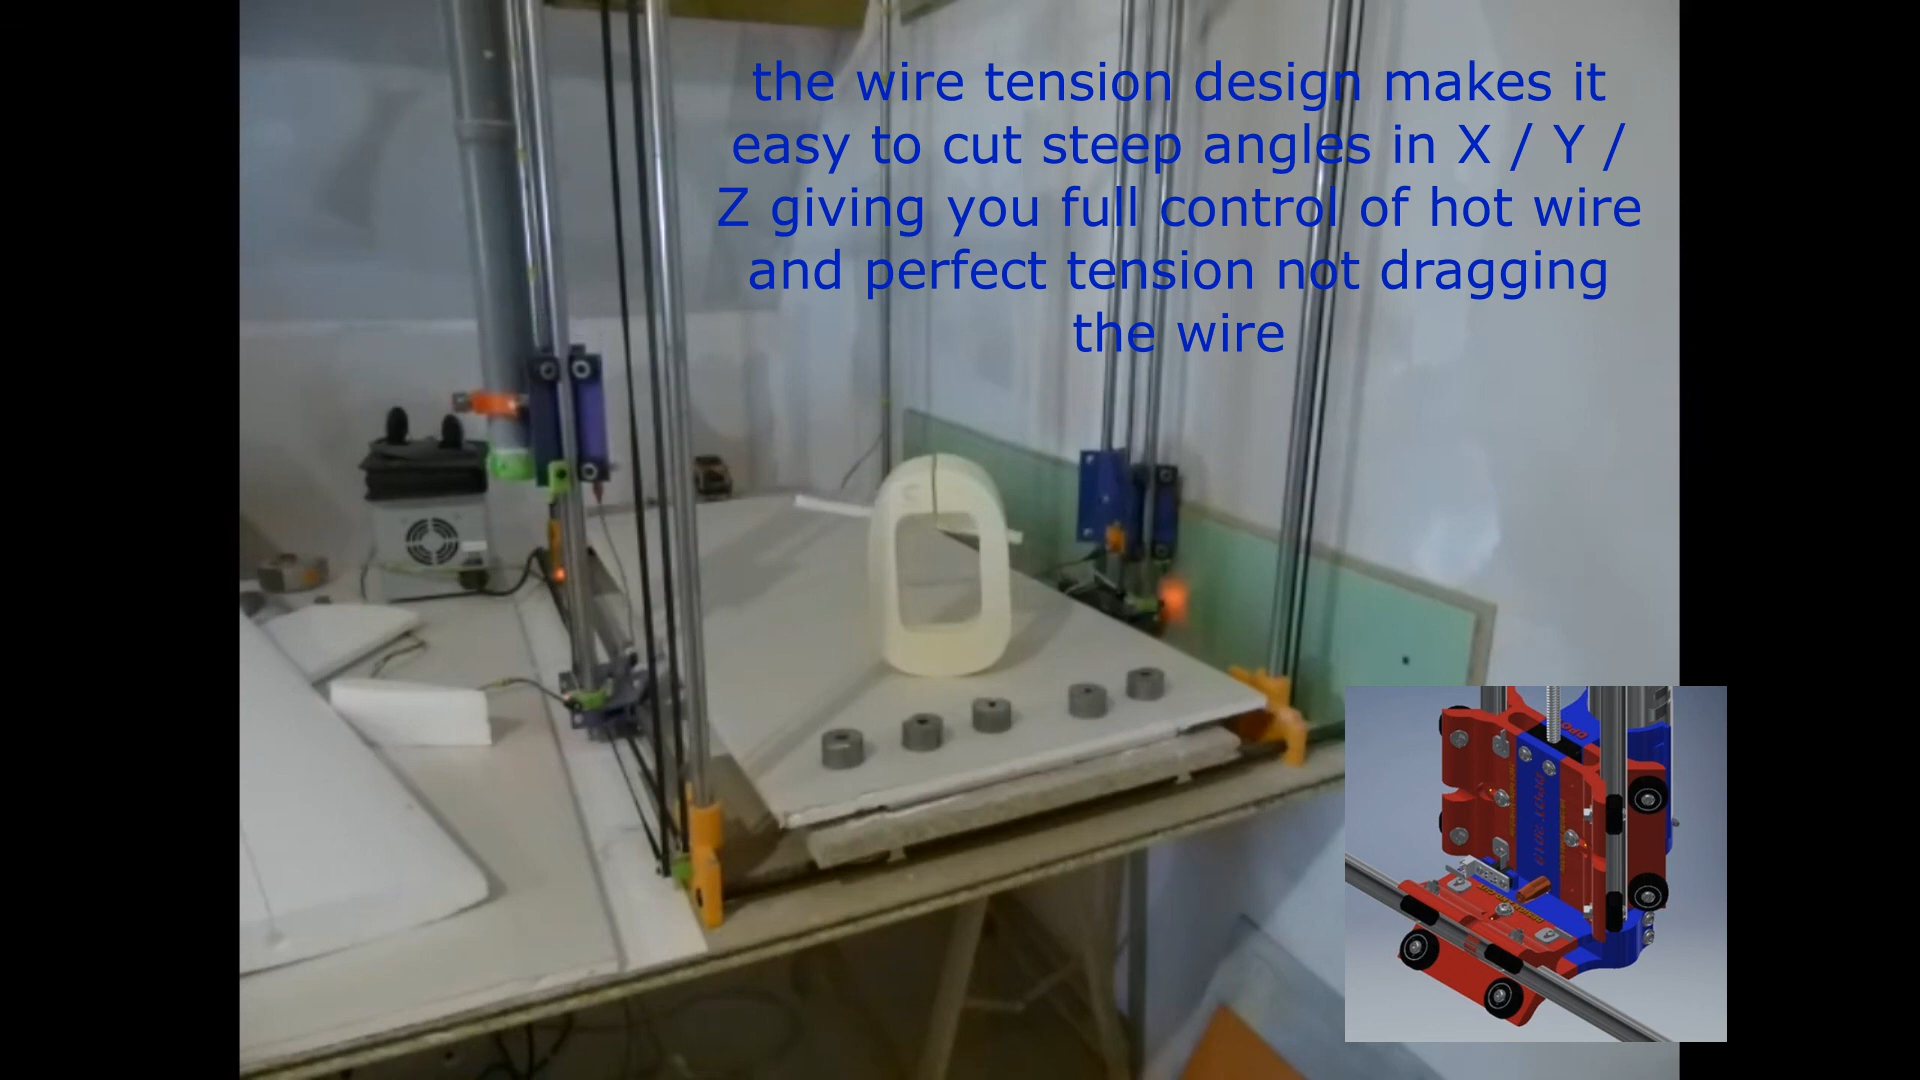 the wire tension design makes it
easy to cut steep angles in X / Y /
Z giving you full control of hot wire
and perfect tension not dragging
the wire